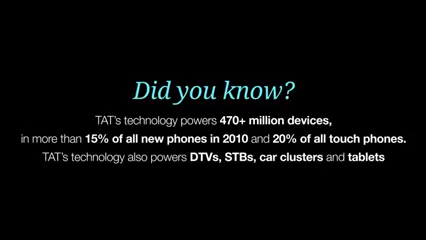 Did you know?
TAT's technology powers 470+ million devices,
in more than 15% of all new phones in 2010 and 20% of all touch phones.
TAT's technology also powers DTVs, STBs, car clusters and tablets